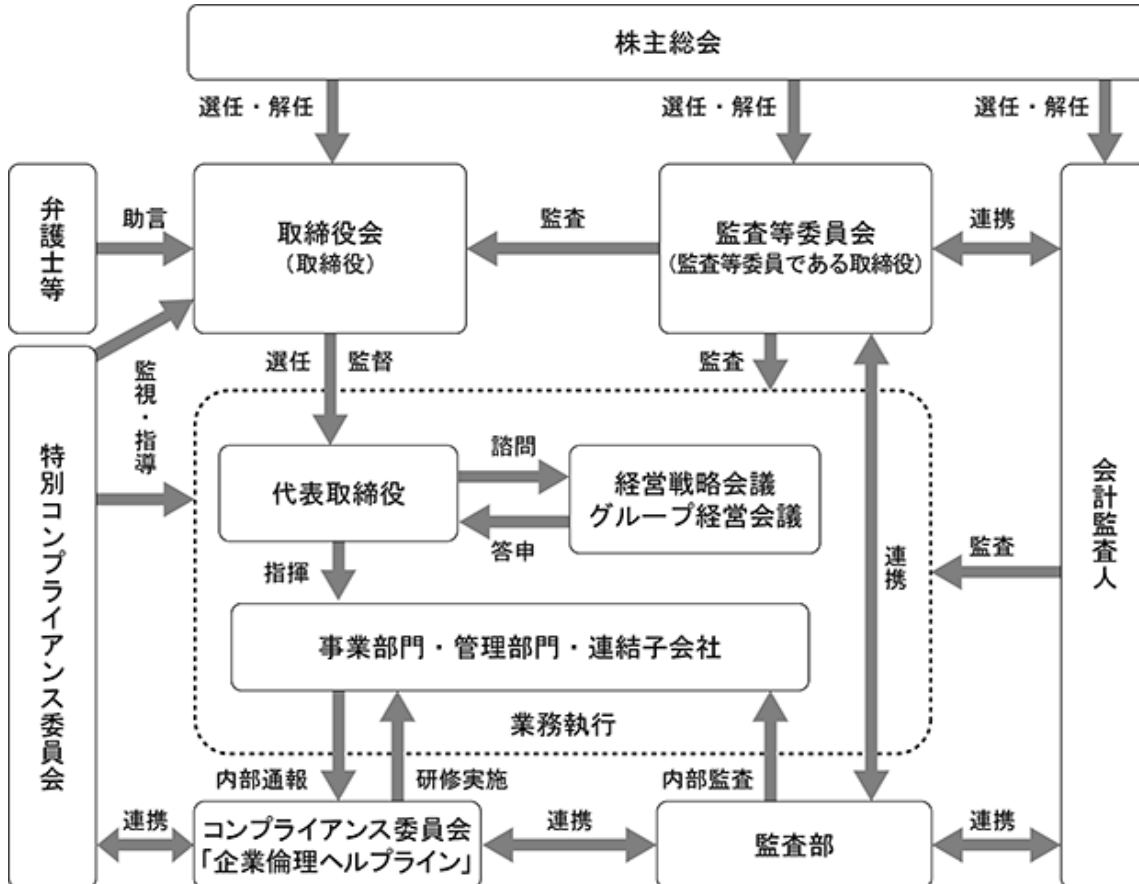 株主総会
選任・解任
選任・解任
選任・解任
弁護士等
助言
取締役会
(取締役)
監査
監査等委員会
(監査等委員である取締役)
連携
監視・指導
選任
監督
監査
特別コンプライアンス委員会
代表取締役
諮問
答申
経営戦略会議
グループ経営会議
連携
監査
会計監査人
指揮
事業部門・管理部門・連結子会社
業務執行
内部通報
研修実施
内部監査
連携
コンプライアンス委員会
「企業倫理ヘルプライン」
連携
監査部
連携